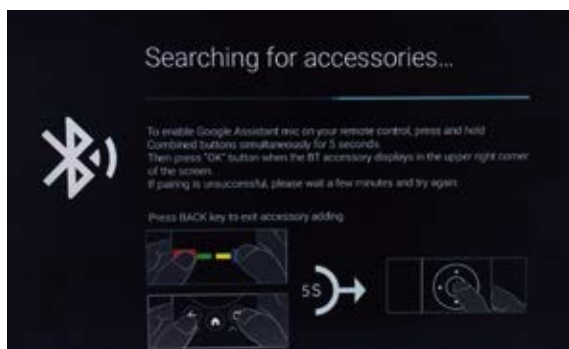 Searching for accessories...
To enable Google Assistant mic on your remote control, press and hold
Combined buttons simultaneously for 5 seconds
Then press "OK" button when the BT accessory displays in the upper right corner
of the screen.
If pairing is unsuccessful, please wait a few minutes and try again.
Press BACK key to exit accessory adding
5S